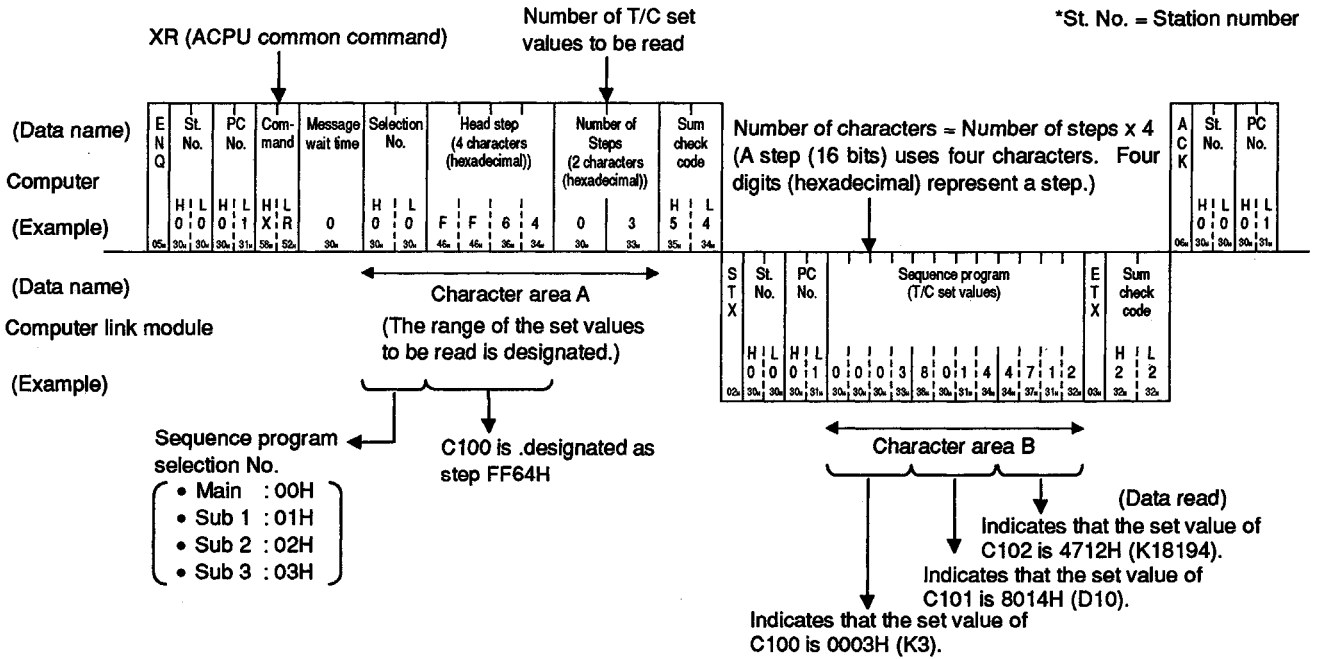 XR (ACPU common command)
Number of T/C set
values to be read
*St. No. = Station number
(Data name)
Computer
(Example)
E N Q
St. No.
PC No.
Com- mand
Message wait time
Selection No.
Head step (4 characters (hexadecimal))
Number of Steps (2 characters (hexadecimal))
Sum check code
H L H L H L H L H L
0 0 0 1 X R 0 0 0 F F 6 4 0 3 5 4
05H 30H 30H 30H 31H 58H 52H 30H 30H 30H 46H 46H 36H 34H 30H 33H 35H 34H
Number of characters = Number of steps x 4
(A step (16 bits) uses four characters. Four
digits (hexadecimal) represent a step.)
A C K
St. No.
PC No.
H L H L
0 0 0 1
06H 30H 30H 30H 31H
(Data name)
Computer link module
(Example)
Character area A
(The range of the set values
to be read is designated.)
S T X
St. No.
PC No.
Sequence program
(T/C set values)
E T X
Sum check code
H L H L H L
0 0 0 1 0 0 0 3 8 0 1 4 4 7 1 2 2 2
02H 30H 30H 30H 31H 30H 30H 30H 33H 38H 30H 31H 34H 34H 37H 31H 32H 03H 32H 32H
Sequence program
selection No.
• Main : 00H
• Sub 1 : 01H
• Sub 2 : 02H
• Sub 3 : 03H
C100 is .designated as
step FF64H
Character area B
(Data read)
Indicates that the set value of
C102 is 4712H (K18194).
Indicates that the set value of
C101 is 8014H (D10).
Indicates that the set value of
C100 is 0003H (K3).